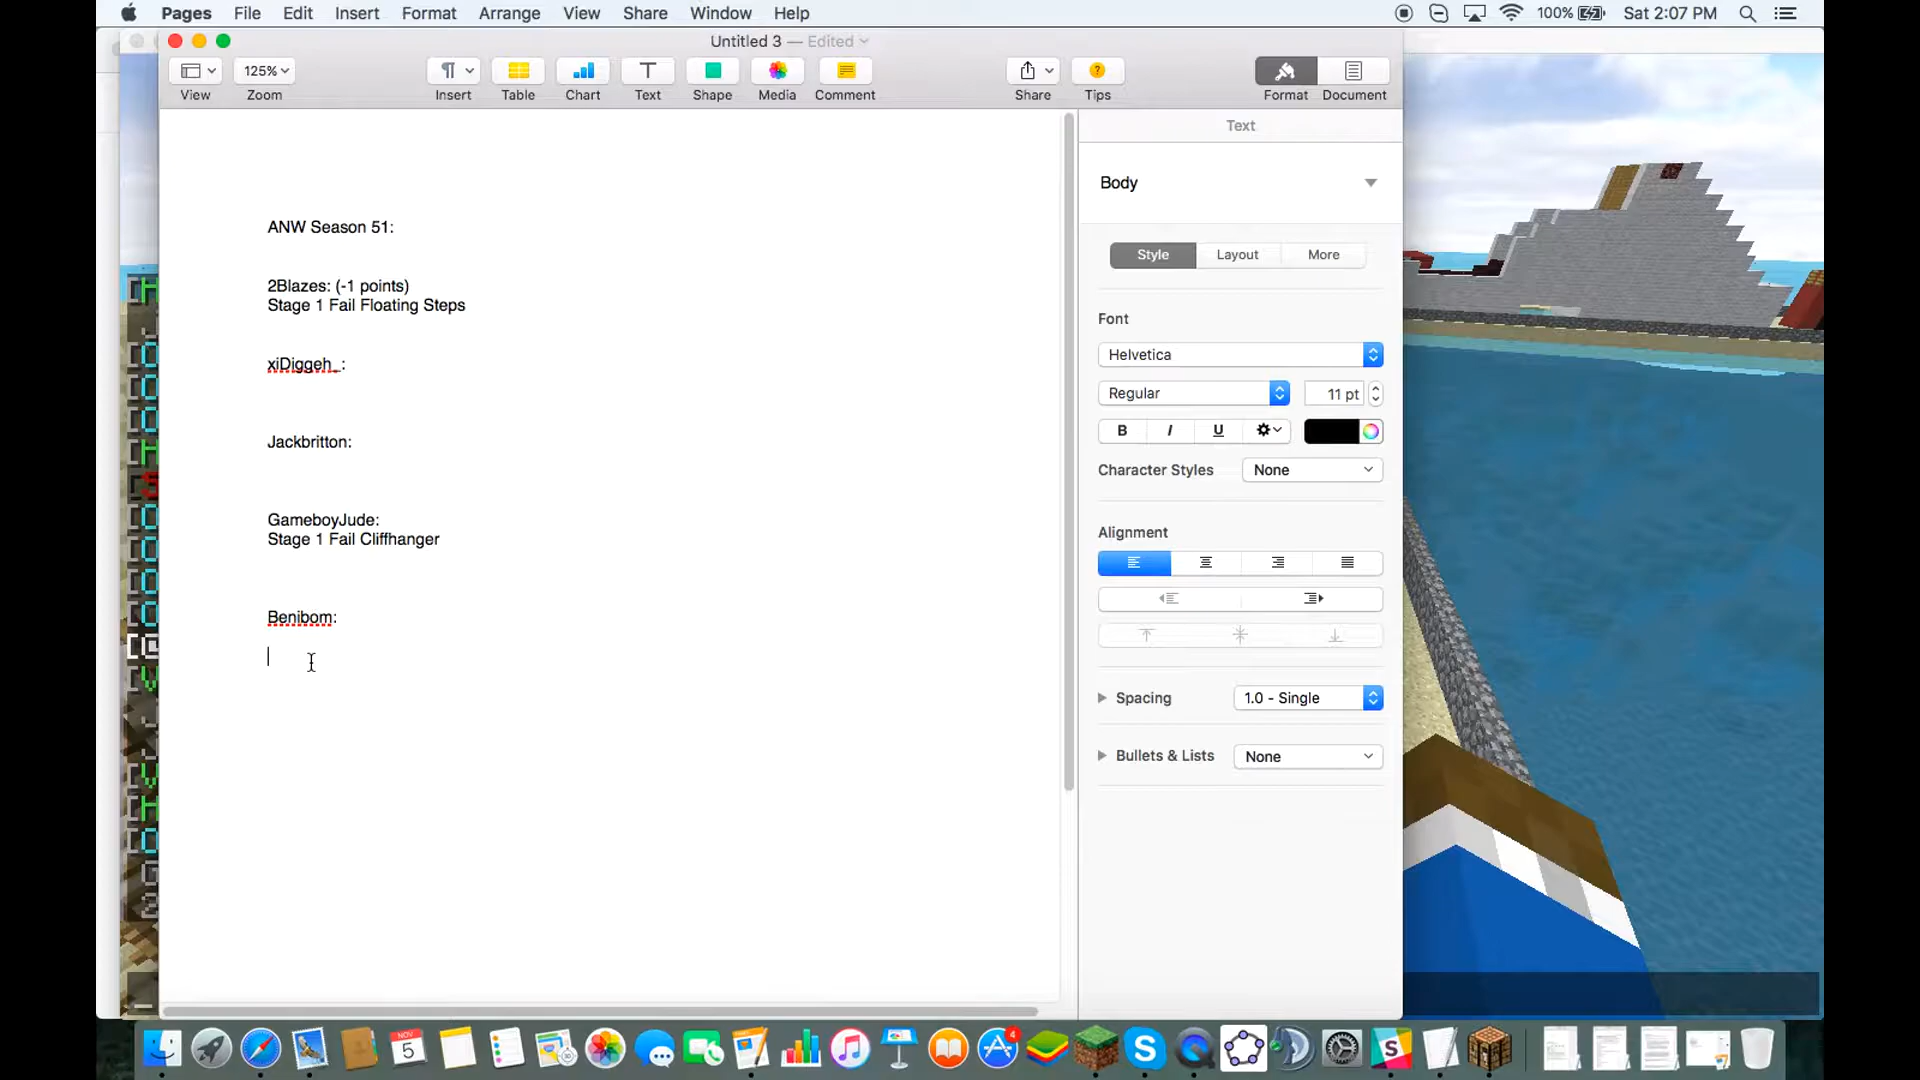 Pages File Edit Insert Format Arrange View Share Window Help 100% Sat 2:07 PM
Untitled 3 — Edited
125%
View Zoom Insert Table Chart Text Shape Media Comment Share Tips Format Document
Text
Body
Style Layout More
Font
Helvetica
Regular 11 pt
B I U
Character Styles None
Alignment
Spacing 1.0 - Single
Bullets & Lists None
ANW Season 51:
2Blazes: (-1 points)
Stage 1 Fail Floating Steps
xiDiggeh_:
Jackbritton:
GameboyJude:
Stage 1 Fail Cliffhanger
Benibom:
NOV
5
4